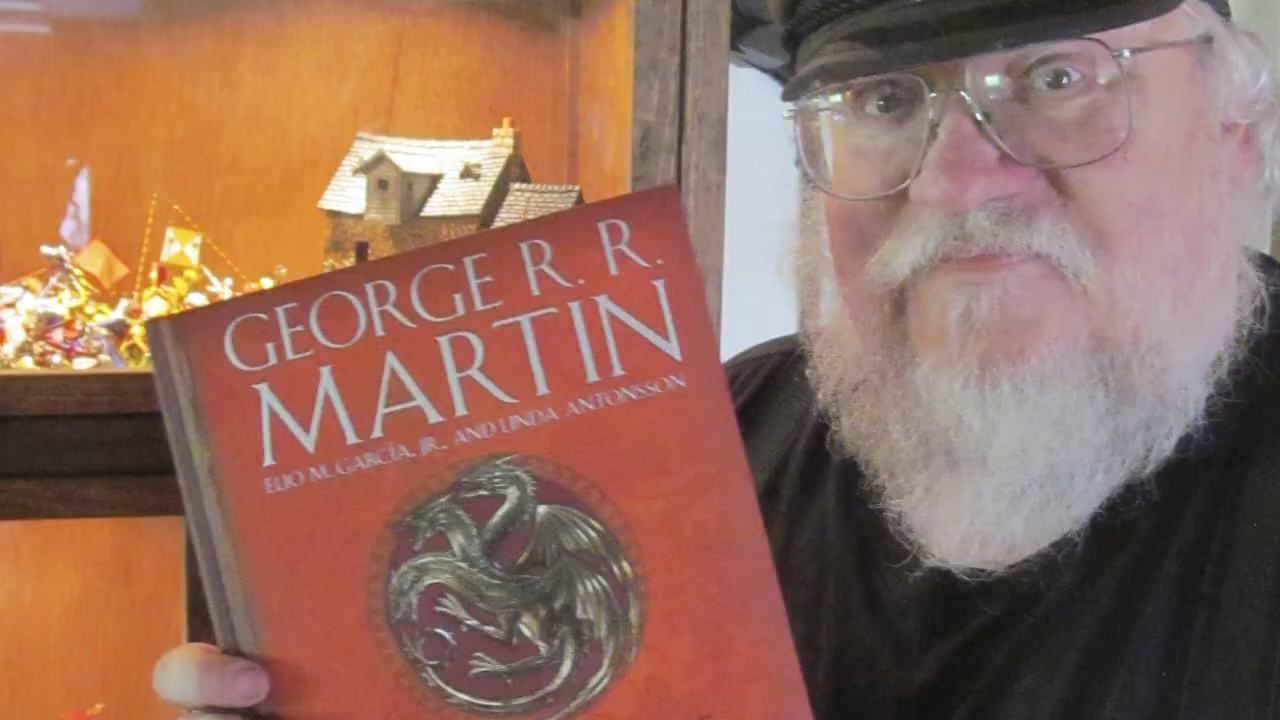 GEORGE R. R.
MARTIN
ELIO M. GARCÍA, JR., AND LINDA ANTONSSON